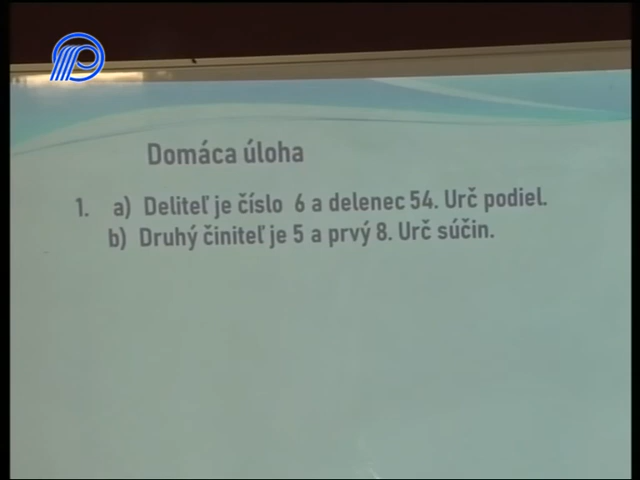 Domáca úloha
1. a) Deliteľ je číslo 6 a delenec 54. Urč podiel.
b) Druhý činiteľ je 5 a prvý 8. Urč súčin.